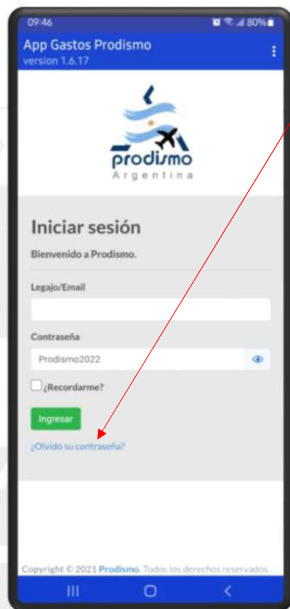 09:46
80%
App Gastos Prodismo
version 1.6.17
prodismo
Argentina
Iniciar sesión
Bienvenido a Prodismo.
Legajo/Email
Contraseña
Prodismo2022
¿Recordarme?
Ingresar
¿Olvidó su contraseña?
Copyright © 2021 Prodismo. Todos los derechos reservados.